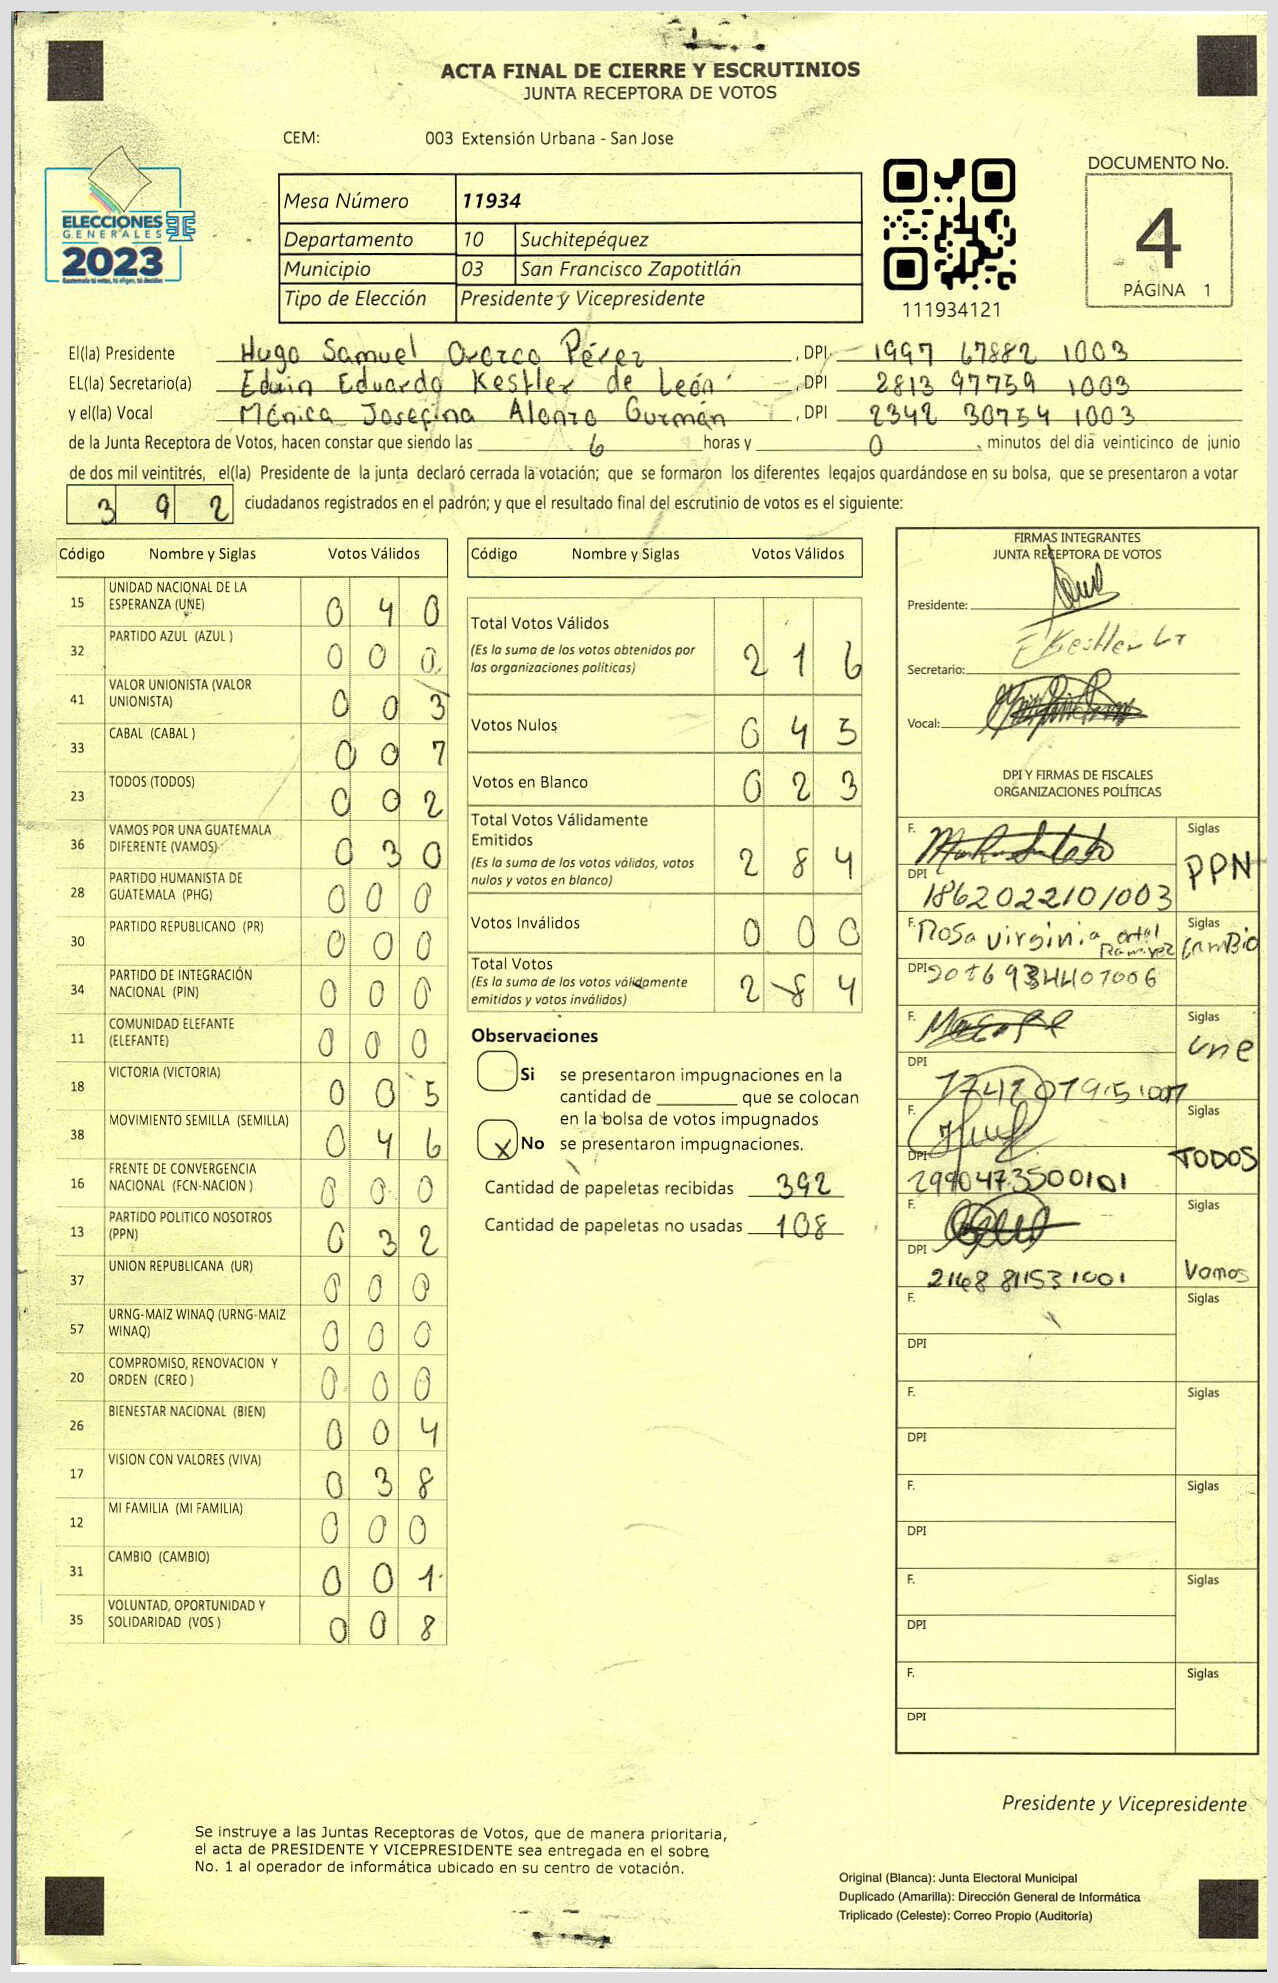 ACTA FINAL DE CIERRE Y ESCRUTINIOS
JUNTA RECEPTORA DE VOTOS
CEM: 003 Extensión Urbana - San Jose
ELECCIONES
GENERALES
2023
Mesa Número 11934
Departamento 10 Suchitepéquez
Municipio 03 San Francisco Zapotitlán
Tipo de Elección Presidente y Vicepresidente
111934121
DOCUMENTO No.
4
PÁGINA 1
El(la) Presidente Hugo Samuel Orozco Pérez, DPI 1997 67882 1003
EL(la) Secretario(a) Edwin Eduardo Kestler de León, DPI 2813 97759 1003
y el(la) Vocal Mónica Josefina Alonzo Guzmán, DPI 2342 30754 1003
de la Junta Receptora de Votos, hacen constar que siendo las 6 horas y 0, minutos del día veinticinco de junio
de dos mil veintitrés, el(la) Presidente de la junta declaró cerrada la votación; que se formaron los diferentes legajos guardándose en su bolsa, que se presentaron a votar
392 ciudadanos registrados en el padrón; y que el resultado final del escrutinio de votos es el siguiente:
Código Nombre y Siglas Votos Válidos
15 UNIDAD NACIONAL DE LA
ESPERANZA (UNE) 0 4 0
32 PARTIDO AZUL (AZUL ) 0 0 0
41 VALOR UNIONISTA (VALOR
UNIONISTA) 0 0 3
33 CABAL (CABAL ) 0 0 7
23 TODOS (TODOS) 0 0 2
36 VAMOS POR UNA GUATEMALA
DIFERENTE (VAMOS) 0 3 0
28 PARTIDO HUMANISTA DE
GUATEMALA (PHG) 0 0 0
30 PARTIDO REPUBLICANO (PR) 0 0 0
34 PARTIDO DE INTEGRACIÓN
NACIONAL (PIN) 0 0 0
11 COMUNIDAD ELEFANTE
(ELEFANTE) 0 0 0
18 VICTORIA (VICTORIA) 0 0 5
38 MOVIMIENTO SEMILLA (SEMILLA) 0 4 6
16 FRENTE DE CONVERGENCIA
NACIONAL (FCN-NACION ) 0 0 0
13 PARTIDO POLITICO NOSOTROS
(PPN) 0 3 2
37 UNION REPUBLICANA (UR) 0 0 0
57 URNG-MAIZ WINAQ (URNG-MAIZ
WINAQ) 0 0 0
20 COMPROMISO, RENOVACION Y
ORDEN (CREO ) 0 0 0
26 BIENESTAR NACIONAL (BIEN) 0 0 4
17 VISION CON VALORES (VIVA) 0 3 8
12 MI FAMILIA (MI FAMILIA) 0 0 0
31 CAMBIO (CAMBIO) 0 0 1
35 VOLUNTAD, OPORTUNIDAD Y
SOLIDARIDAD (VOS ) 0 0 8
Código Nombre y Siglas Votos Válidos
Total Votos Válidos 2 1 6
(Es la suma de los votos obtenidos por
las organizaciones políticas)
Votos Nulos 0 4 5
Votos en Blanco 0 2 3
Total Votos Válidamente
Emitidos 2 8 4
(Es la suma de los votos válidos, votos
nulos y votos en blanco)
Votos Inválidos 0 0 0
Total Votos 2 8 4
(Es la suma de los votos válidamente
emitidos y votos inválidos)
Observaciones
Si se presentaron impugnaciones en la
cantidad de ________ que se colocan
en la bolsa de votos impugnados
x No se presentaron impugnaciones.
Cantidad de papeletas recibidas 392
Cantidad de papeletas no usadas 108
FIRMAS INTEGRANTES
JUNTA RECEPTORA DE VOTOS
Presidente:
Secretario: EKestler
Vocal:
DPI Y FIRMAS DE FISCALES
ORGANIZACIONES POLÍTICAS
F. Siglas PPN
DPI 1862022101003
F. Rosa Virginia Ramirez Siglas Cambio
DPI
F. Siglas une
DPI
F. Siglas TODOS
DPI 2990473500101
F. Siglas Vamos
DPI 2168 81153 1001
F. Siglas
DPI
F. Siglas
DPI
F. Siglas
DPI
F. Siglas
DPI
F. Siglas
DPI
Presidente y Vicepresidente
Se instruye a las Juntas Receptoras de Votos, que de manera prioritaria,
el acta de PRESIDENTE Y VICEPRESIDENTE sea entregada en el sobre
No. 1 al operador de informática ubicado en su centro de votación.
Original (Blanca): Junta Electoral Municipal
Duplicado (Amarilla): Dirección General de Informática
Triplicado (Celeste): Correo Propio (Auditoría)